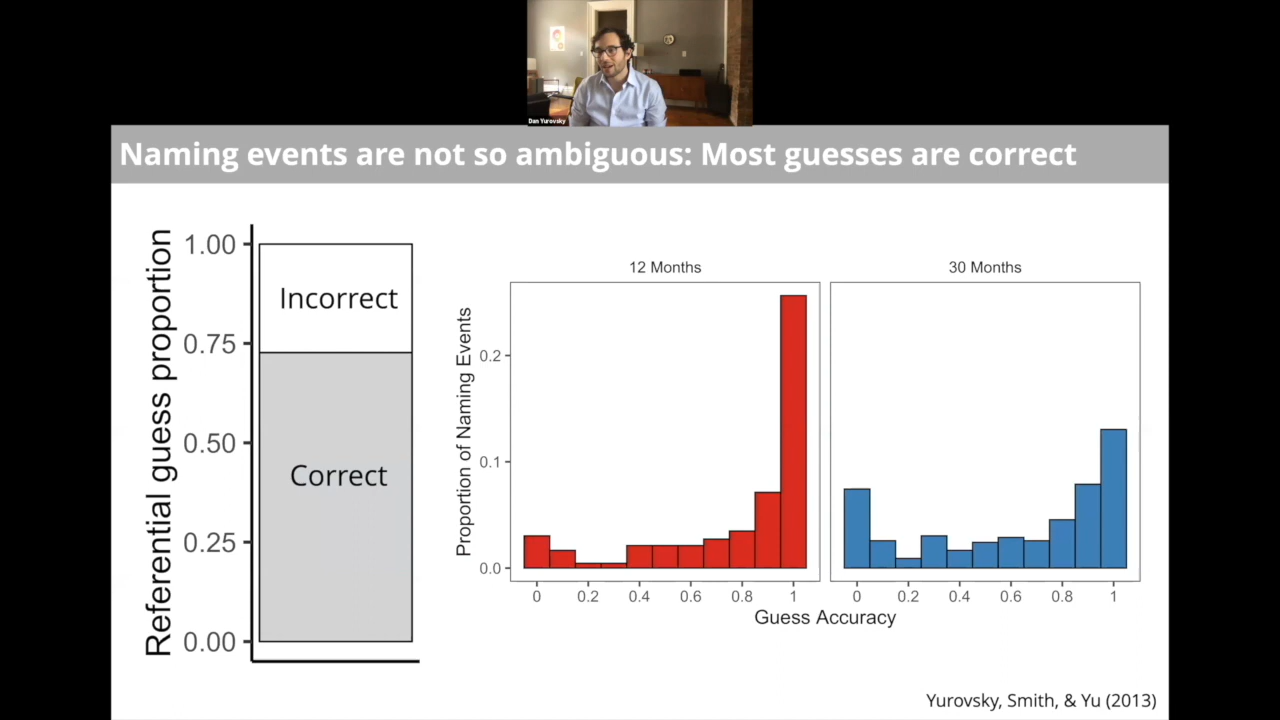 Dan Yurovsky
Naming events are not so ambiguous: Most guesses are correct
Referential guess proportion
1.00
0.75
0.50
0.25
0.00
Incorrect
Correct
12 Months
30 Months
Proportion of Naming Events
0.2
0.1
0.0
0 0.2 0.4 0.6 0.8 1
0 0.2 0.4 0.6 0.8 1
Guess Accuracy
Yurovsky, Smith, & Yu (2013)